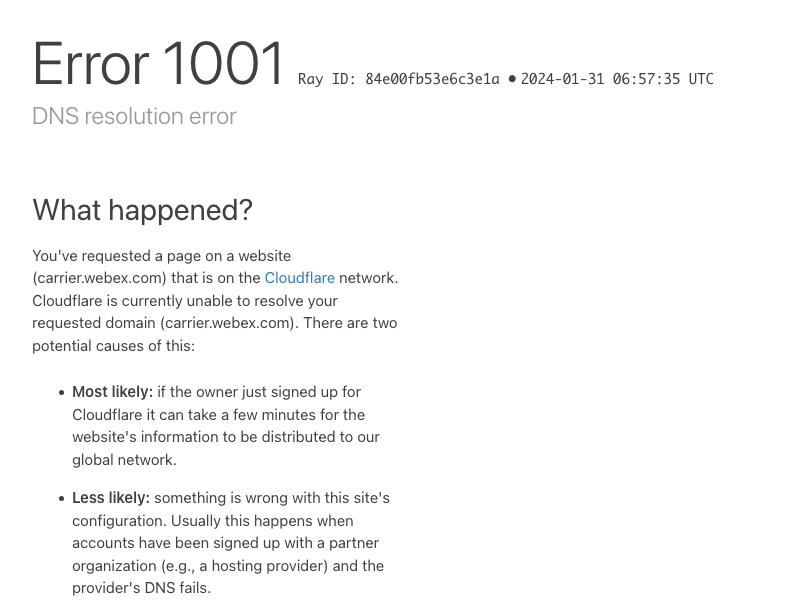 Error 1001 Ray ID: 84e00fb53e6c3e1a • 2024-01-31 06:57:35 UTC
DNS resolution error
What happened?
You've requested a page on a website
(carrier.webex.com) that is on the Cloudflare network.
Cloudflare is currently unable to resolve your
requested domain (carrier.webex.com). There are two
potential causes of this:
• Most likely: if the owner just signed up for
Cloudflare it can take a few minutes for the
website's information to be distributed to our
global network.
• Less likely: something is wrong with this site's
configuration. Usually this happens when
accounts have been signed up with a partner
organization (e.g., a hosting provider) and the
provider's DNS fails.